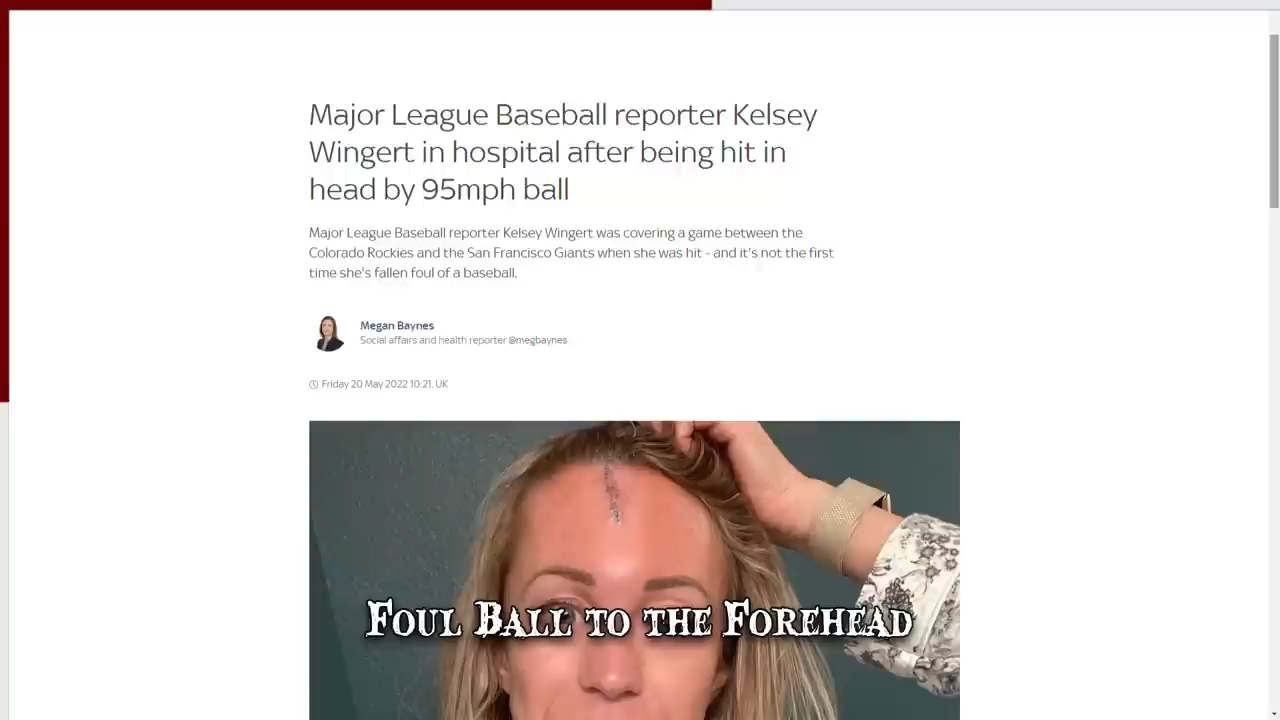 Major League Baseball reporter Kelsey
Wingert in hospital after being hit in
head by 95mph ball
Major League Baseball reporter Kelsey Wingert was covering a game between the
Colorado Rockies and the San Francisco Giants when she was hit - and it's not the first
time she's fallen foul of a baseball.
Megan Baynes
Social affairs and health reporter @megbaynes
Friday 20 May 2022 10:21, UK
Foul Ball to the Forehead